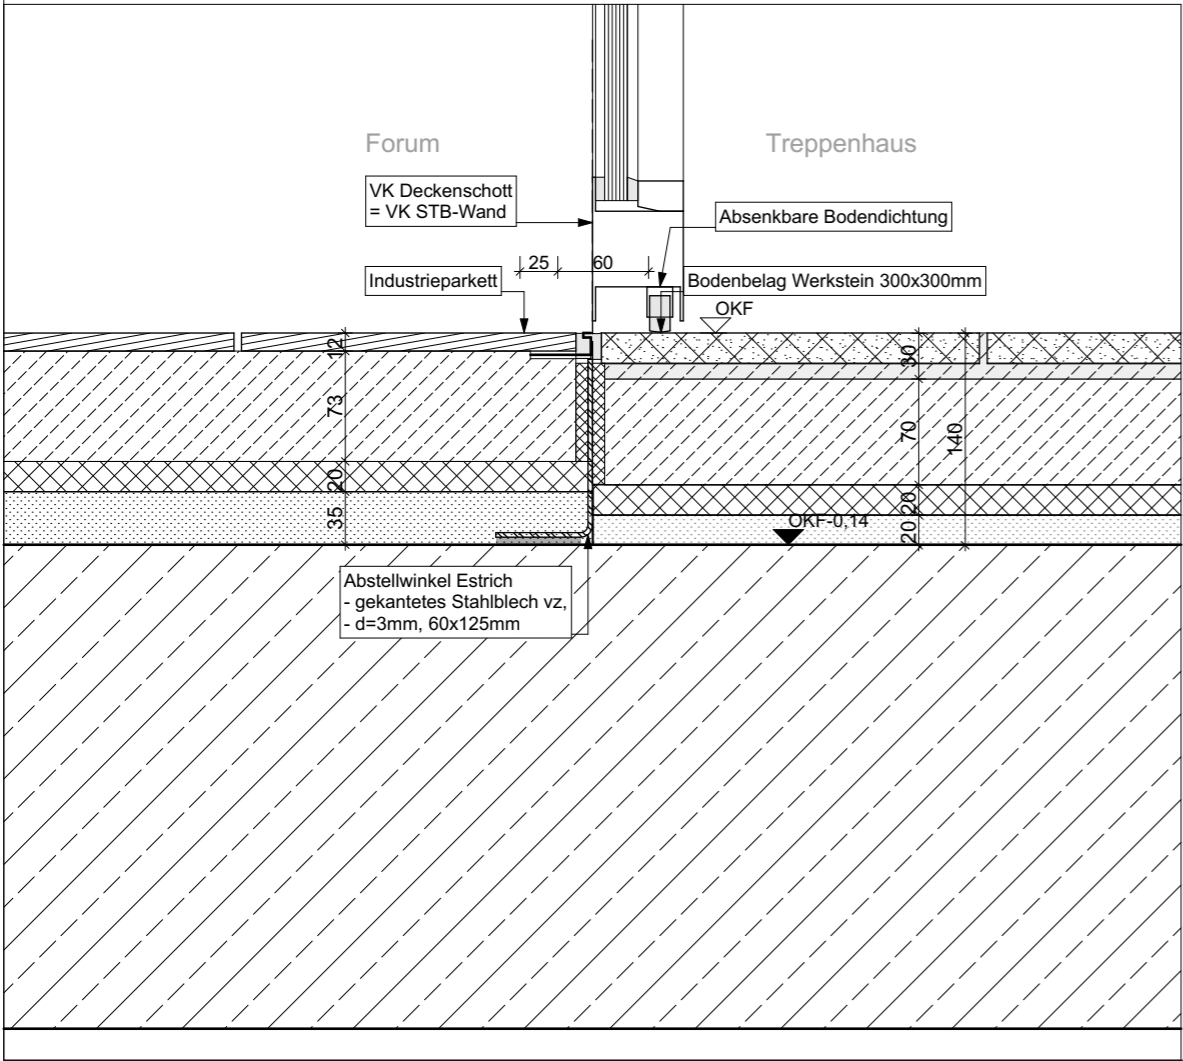 Forum
Treppenhaus
VK Deckenschott
= VK STB-Wand
Absenkbare Bodendichtung
25
60
Industrieparkett
Bodenbelag Werkstein 300x300mm
OKF
12
30
73
70
140
20
20
35
20
OKF-0,14
Abstellwinkel Estrich
- gekantetes Stahlblech vz,
- d=3mm, 60x125mm